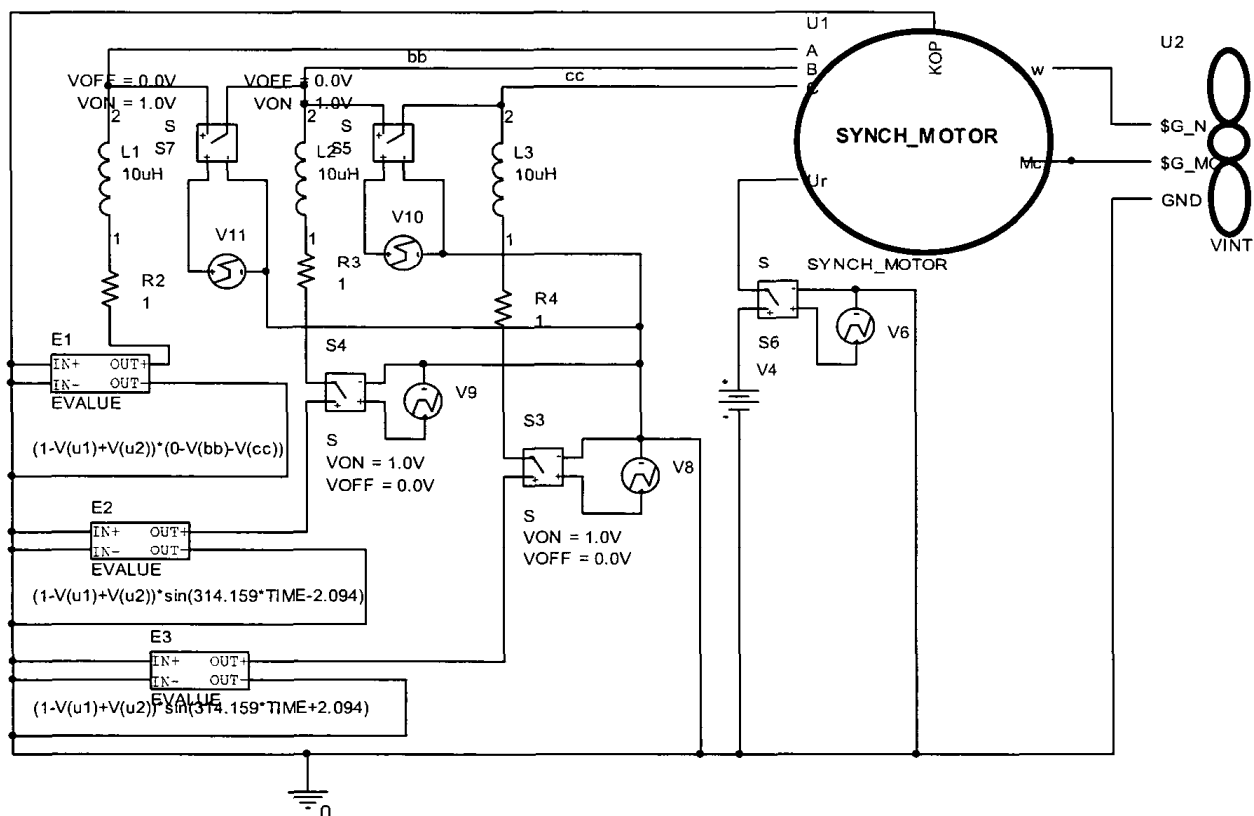 U1
KOP
A
B
C
bb
cc
w
Ur
Mc
SYNCH_MOTOR
SYNCH_MOTOR
U2
$G_N
$G_MC
GND
VINT
VOFF = 0.0V
VON = 1.0V
VOFF = 0.0V
VON = 1.0V
2
S
S7
2
S
S5
2
L1
10uH
L2
10uH
L3
10uH
V11
V10
1
1
1
R2
1
R3
1
R4
1
S
S6
V6
V4
+
-
E1
IN+ OUT+
IN- OUT-
EVALUE
(1-V(u1)+V(u2))*(0-V(bb)-V(cc))
S4
V9
S
VON = 1.0V
VOFF = 0.0V
S3
V8
S
VON = 1.0V
VOFF = 0.0V
E2
IN+ OUT+
IN- OUT-
EVALUE
(1-V(u1)+V(u2))*sin(314.159*TIME-2.094)
E3
IN+ OUT+
IN- OUT-
EVALUE
(1-V(u1)+V(u2))*sin(314.159*TIME+2.094)
0